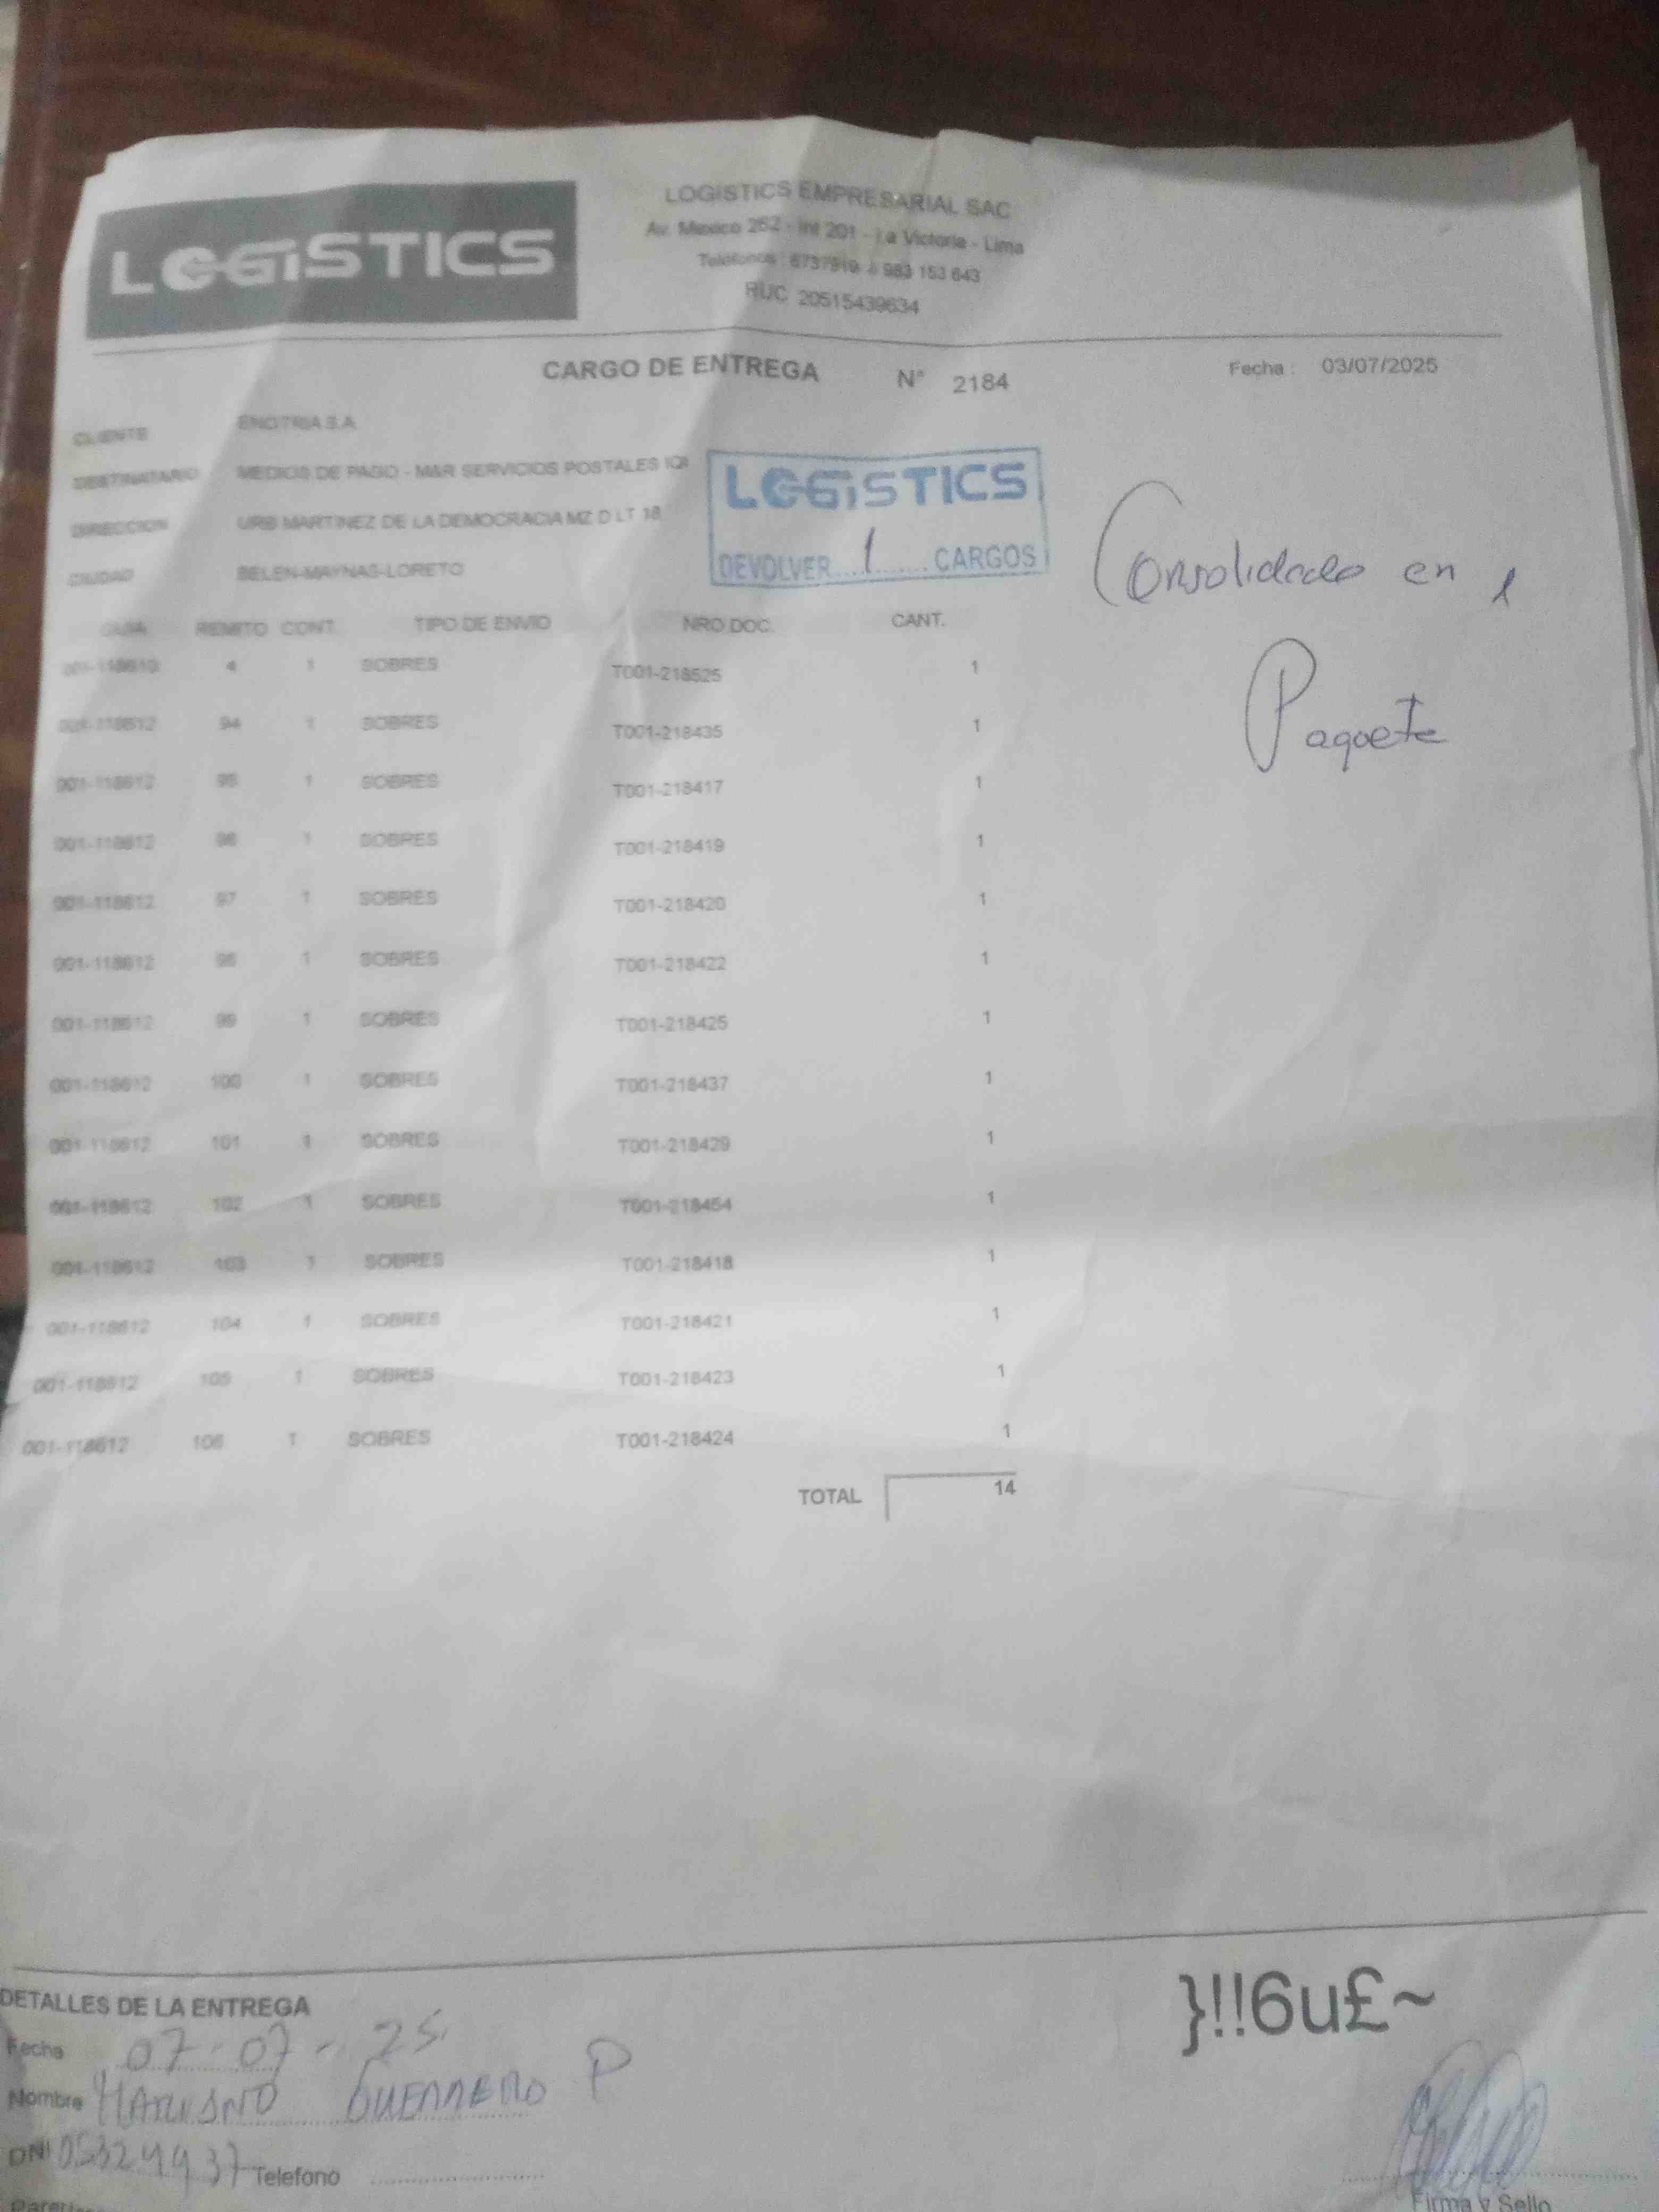 LOGISTICS
LOGISTICS EMPRESARIAL SAC
Av. Mexico 262 - Int 201 - La Victoria - Lima
Telefonos : 6737919 ó 983 153 643
RUC 20515439634
CARGO DE ENTREGA N° 2184 Fecha : 03/07/2025
CLIENTE ENOTRIA S.A.
DESTINATARIO MEDIOS DE PAGO - M&R SERVICIOS POSTALES IQI
DIRECCION URB MARTINEZ DE LA DEMOCRACIA MZ D LT 18
CIUDAD BELEN-MAYNAS-LORETO
LOGISTICS
DEVOLVER 1 CARGOS
Consolidado en 1
Paquete
GUIA REMITO CONT. TIPO DE ENVIO NRO.DOC. CANT.
001-118610 4 1 SOBRES T001-218525 1
001-118612 94 1 SOBRES T001-218435 1
001-118612 95 1 SOBRES T001-218417 1
001-118612 96 1 SOBRES T001-218419 1
001-118612 97 1 SOBRES T001-218420 1
001-118612 98 1 SOBRES T001-218422 1
001-118612 99 1 SOBRES T001-218425 1
001-118612 100 1 SOBRES T001-218437 1
001-118612 101 1 SOBRES T001-218429 1
001-118612 102 1 SOBRES T001-218454 1
001-118612 103 1 SOBRES T001-218418 1
001-118612 104 1 SOBRES T001-218421 1
001-118612 105 1 SOBRES T001-218423 1
001-118612 106 1 SOBRES T001-218424 1
TOTAL 14
DETALLES DE LA ENTREGA
}!!6u£~
Fecha 07-07-25
Nombre GUERRERO P
DNI 05324937 Telefono
Firma y Sello